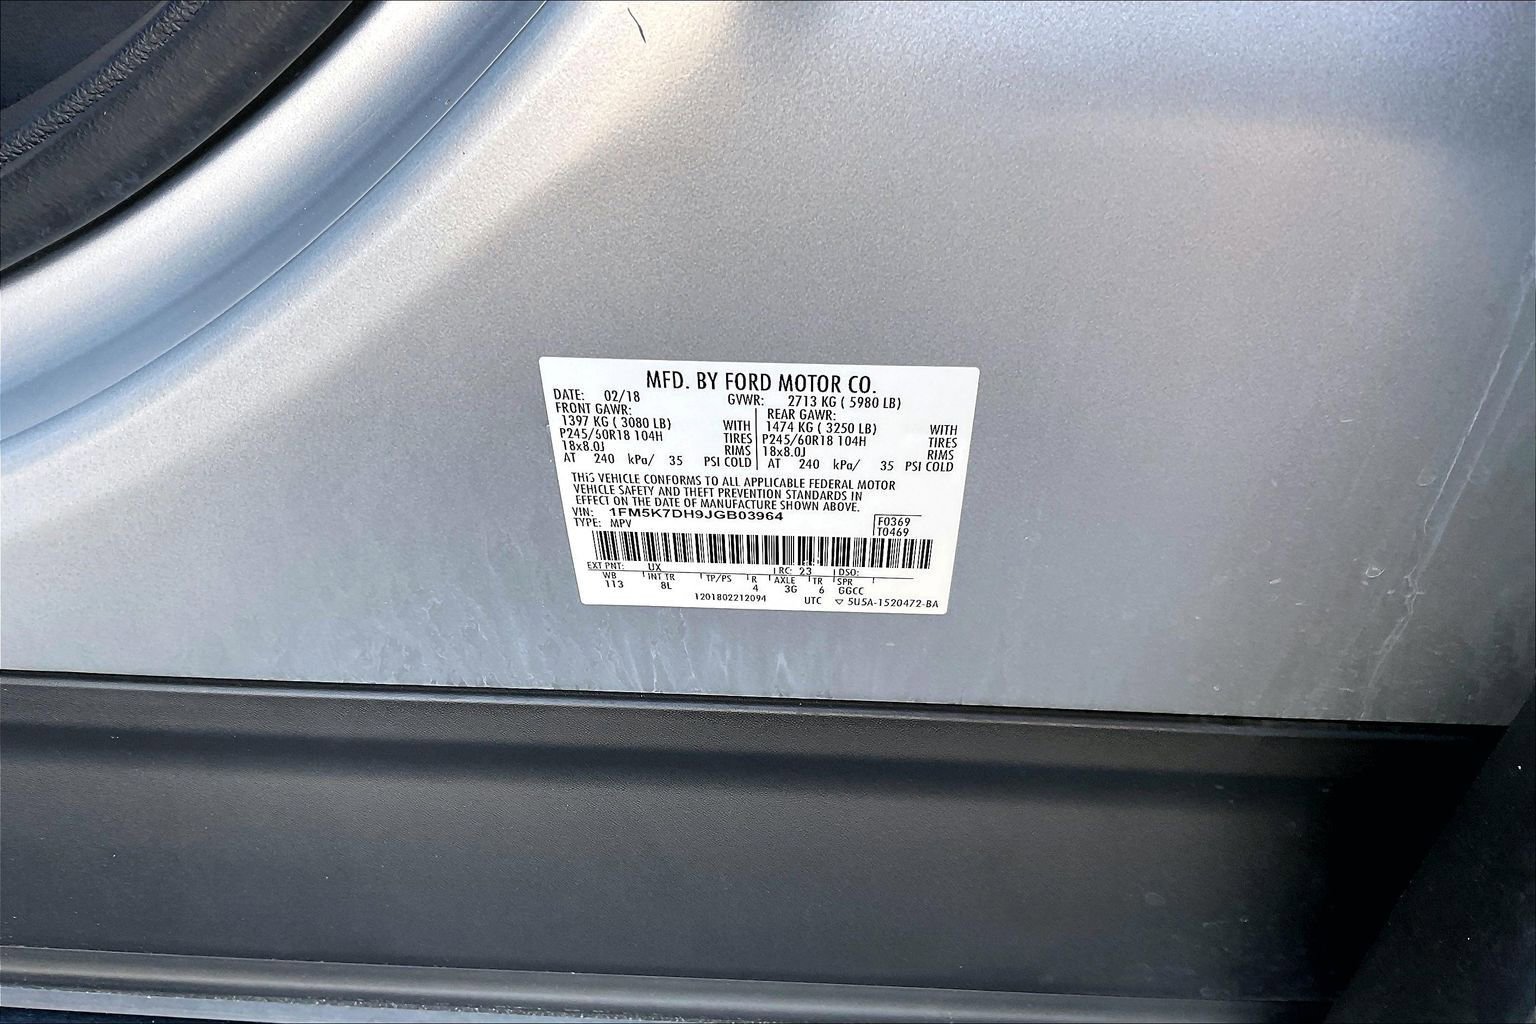 MFD. BY FORD MOTOR CO.
DATE: 02/18 GVWR: 2713 KG ( 5980 LB)
FRONT GAWR: REAR GAWR:
1397 KG ( 3080 LB) WITH 1474 KG ( 3250 LB) WITH
P245/60R18 104H TIRES P245/60R18 104H TIRES
18x8.0J RIMS 18x8.0J RIMS
AT 240 kPa/ 35 PSI COLD AT 240 kPa/ 35 PSI COLD
THIS VEHICLE CONFORMS TO ALL APPLICABLE FEDERAL MOTOR
VEHICLE SAFETY AND THEFT PREVENTION STANDARDS IN
EFFECT ON THE DATE OF MANUFACTURE SHOWN ABOVE.
VIN: 1FM5K7DH9JGB03964 F0369
TYPE: MPV T0469
EXT PNT: UX RC: 23 DSO:
WB INT TR TP/PS R AXLE TR SPR
113 8L 4 3G 6 GGCC
1201802212094 UTC ▽ 5U5A-1520472-BA